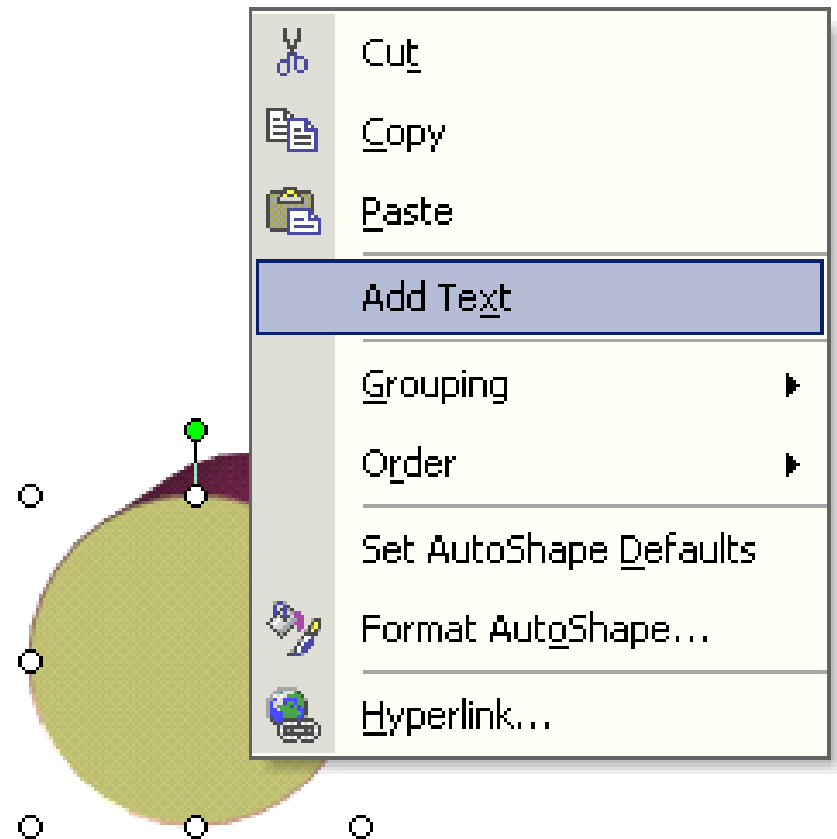 Cut
Copy
Paste
Add Text
Grouping
Order
Set AutoShape Defaults
Format AutoShape...
Hyperlink...